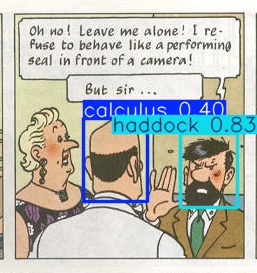 Oh no! Leave me alone! I re-
fuse to behave like a performing
seal in front of a camera!
But sir ...
calculus 0.40
haddock 0.83